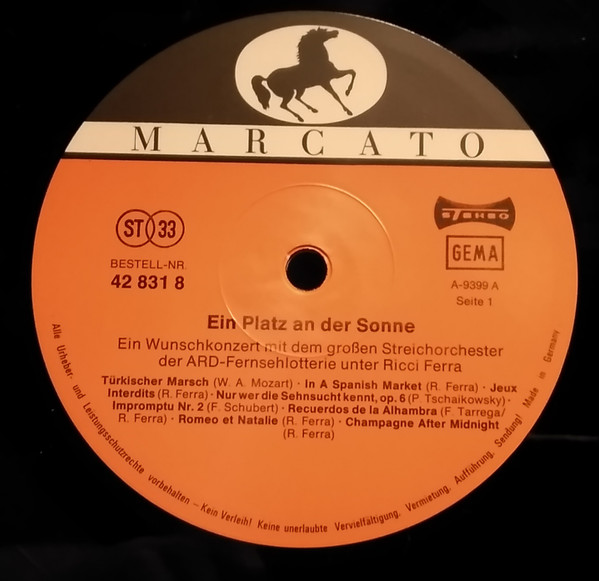 MARCATO
ST 33
STEREO
GEMA
BESTELL-NR.
42 831 8
A-9399 A
Seite 1
Ein Platz an der Sonne
Ein Wunschkonzert mit dem großen Streichorchester
der ARD-Fernsehlotterie unter Ricci Ferra
Türkischer Marsch (W. A. Mozart) · In A Spanish Market (R. Ferra) · Jeux
Interdits (R. Ferra) · Nur wer die Sehnsucht kennt, op. 6 (P. Tschaikowsky) ·
Impromptu Nr. 2 (F. Schubert) · Recuerdos de la Alhambra (F. Tarrega/
R. Ferra) · Romeo et Natalie (R. Ferra) · Champagne After Midnight
(R. Ferra)
Alle Urheber- und Leistungsschutzrechte vorbehalten – Kein Verleih! Keine unerlaubte Vervielfältigung, Vermietung, Aufführung, Sendung! Made in Germany